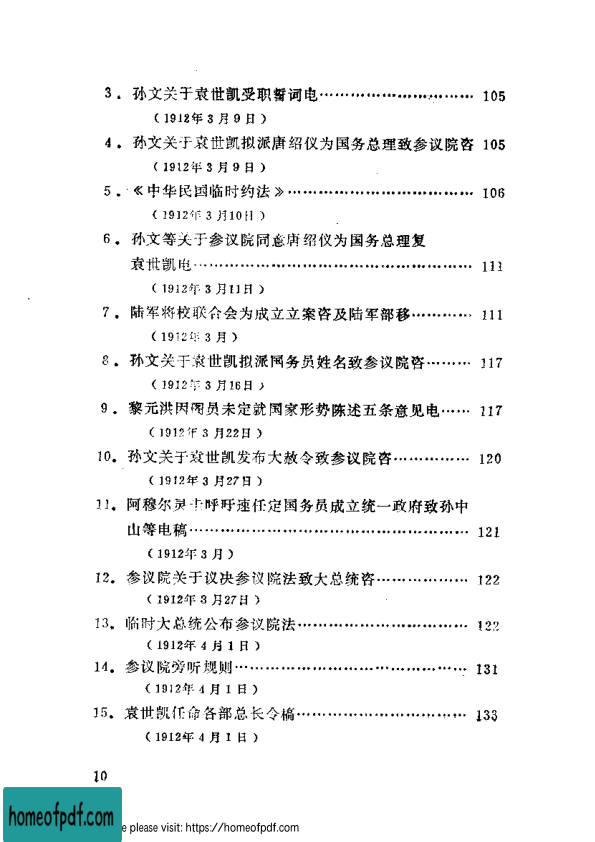 3．孙文关于袁世凯受职誓词电………………………… 105
（1912年3月9日）
4．孙文关于袁世凯拟派唐绍仪为国务总理致参议院咨 105
（1912年3月9日）
5．《中华民国临时约法》………………………… 106
（1912年3月10日）
6．孙文等关于参议院同意唐绍仪为国务总理复
袁世凯电………………………………………… 111
（1912年3月11日）
7．陆军将校联合会为成立立案咨及陆军部移………… 111
（1912年3月）
8．孙文关于袁世凯拟派国务员姓名致参议院咨……… 117
（1912年3月16日）
9．黎元洪因阁员未定就国家形势陈述五条意见电…… 117
（1912年3月22日）
10．孙文关于袁世凯发布大赦令致参议院咨…………… 120
（1912年3月27日）
11．阿穆尔灵圭呼吁速任定国务员成立统一政府致孙中
山等电稿………………………………………… 121
（1912年3月）
12．参议院关于议决参议院法致大总统咨……………… 122
（1912年3月27日）
13．临时大总统公布参议院法…………………………… 122
（1912年4月1日）
14．参议院旁听规则……………………………………… 131
（1912年4月1日）
15．袁世凯任命各部总长令稿…………………………… 133
（1912年4月1日）
10
homeofpdf.com
e please visit: https://homeofpdf.com